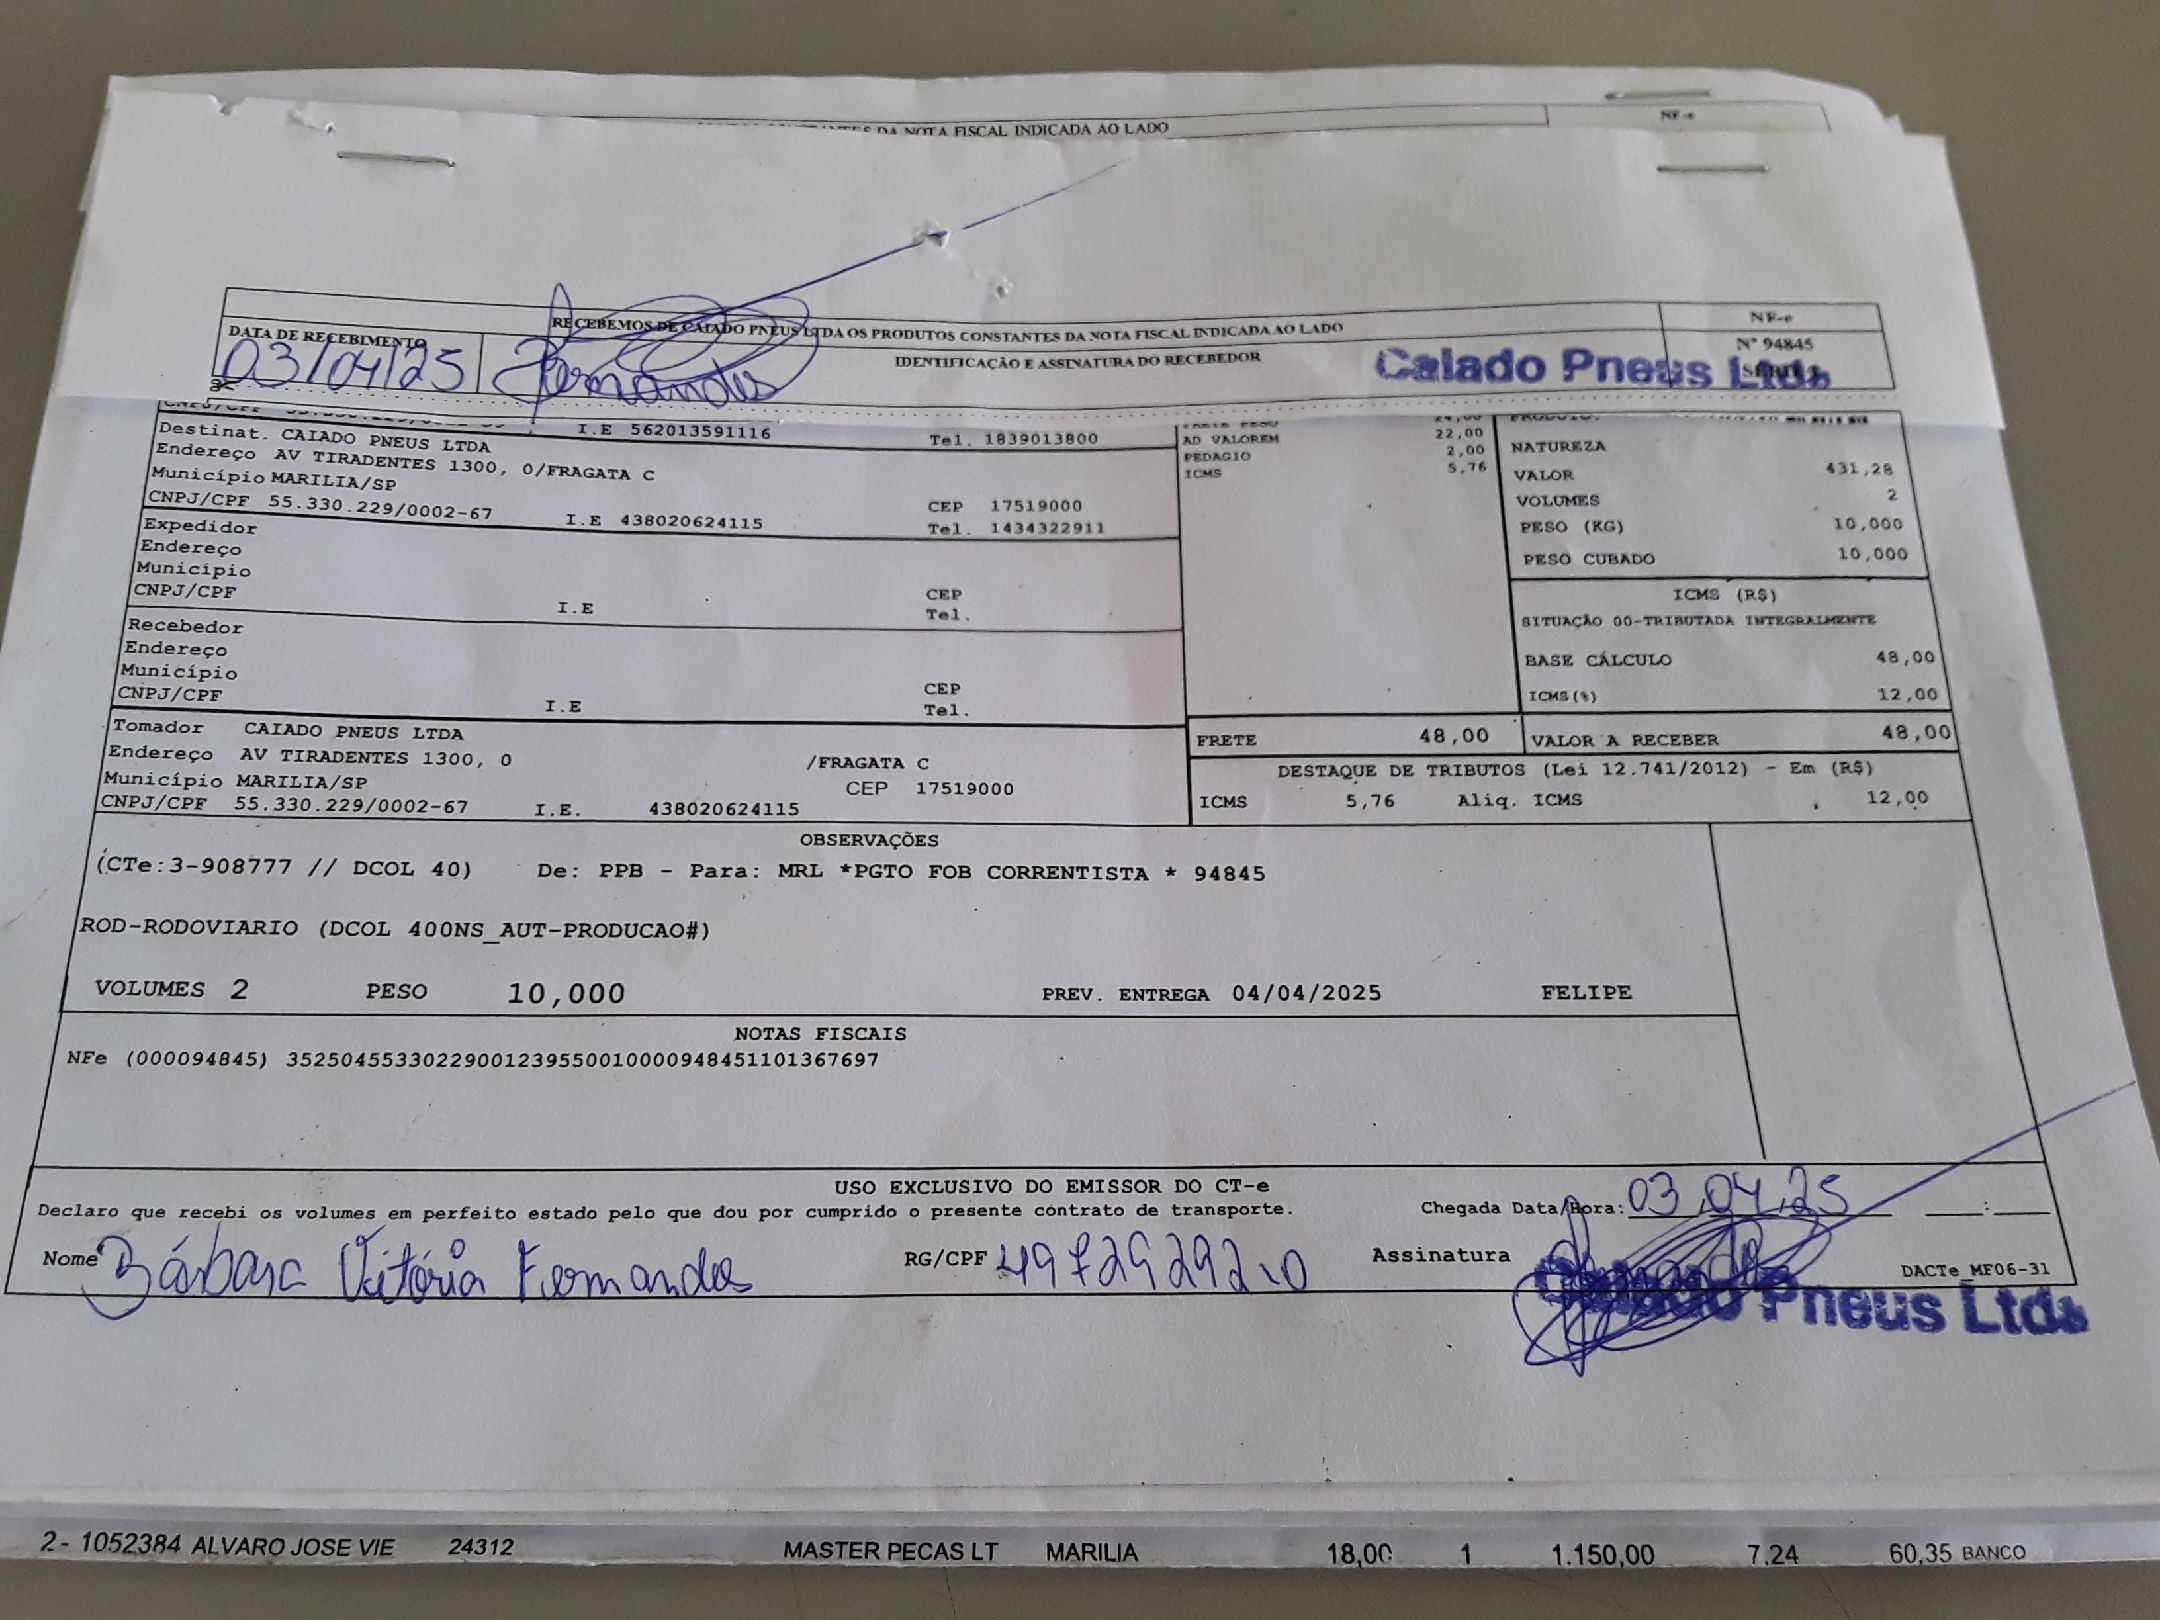 DA NOTA FISCAL INDICADA AO LADO
NF-e
RECEBEMOS DE CAIADO PNEUS LTDA OS PRODUTOS CONSTANTES DA NOTA FISCAL INDICADA AO LADO
NF-e
DATA DE RECEBIMENTO
IDENTIFICAÇÃO E ASSINATURA DO RECEBEDOR
Nº 94845
03/04/25
Fernandes
Caiado Pneus Ltda
I.E 562013591116 Tel. 1839013800
Destinat. CAIADO PNEUS LTDA
Endereço AV TIRADENTES 1300, 0/FRAGATA C
Município MARILIA/SP CEP 17519000
CNPJ/CPF 55.330.229/0002-67 I.E 438020624115 Tel. 1434322911
Expedidor
Endereço
Município CEP
CNPJ/CPF I.E Tel.
Recebedor
Endereço
Município CEP
CNPJ/CPF I.E Tel.
Tomador CAIADO PNEUS LTDA
Endereço AV TIRADENTES 1300, 0 /FRAGATA C
Município MARILIA/SP CEP 17519000
CNPJ/CPF 55.330.229/0002-67 I.E. 438020624115
FRETE PESO 24,00
AD VALOREM 22,00
PEDAGIO 2,00
ICMS 5,76
NATUREZA
VALOR 431,28
VOLUMES 2
PESO (KG) 10,000
PESO CUBADO 10,000
ICMS (R$)
SITUAÇÃO 00-TRIBUTADA INTEGRALMENTE
BASE CÁLCULO 48,00
ICMS(%) 12,00
FRETE 48,00 VALOR A RECEBER 48,00
DESTAQUE DE TRIBUTOS (Lei 12.741/2012) - Em (R$)
ICMS 5,76 Aliq. ICMS 12,00
OBSERVAÇÕES
(CTe:3-908777 // DCOL 40) De: PPB - Para: MRL *PGTO FOB CORRENTISTA * 94845
ROD-RODOVIARIO (DCOL 400NS_AUT-PRODUCAO#)
VOLUMES 2 PESO 10,000 PREV. ENTREGA 04/04/2025 FELIPE
NOTAS FISCAIS
NFe (000094845) 35250455330229001239550010000948451101367697
USO EXCLUSIVO DO EMISSOR DO CT-e
Declaro que recebi os volumes em perfeito estado pelo que dou por cumprido o presente contrato de transporte. Chegada Data/Hora: 03 04 25 __:__
Nome Bárbara Vitória Fernandes RG/CPF 497292922-0 Assinatura
DACTe_MF06-31
Caiado Pneus Ltda
2- 1052384 ALVARO JOSE VIE 24312 MASTER PECAS LT MARILIA 18,00 1 1.150,00 7,24 60,35 BANCO